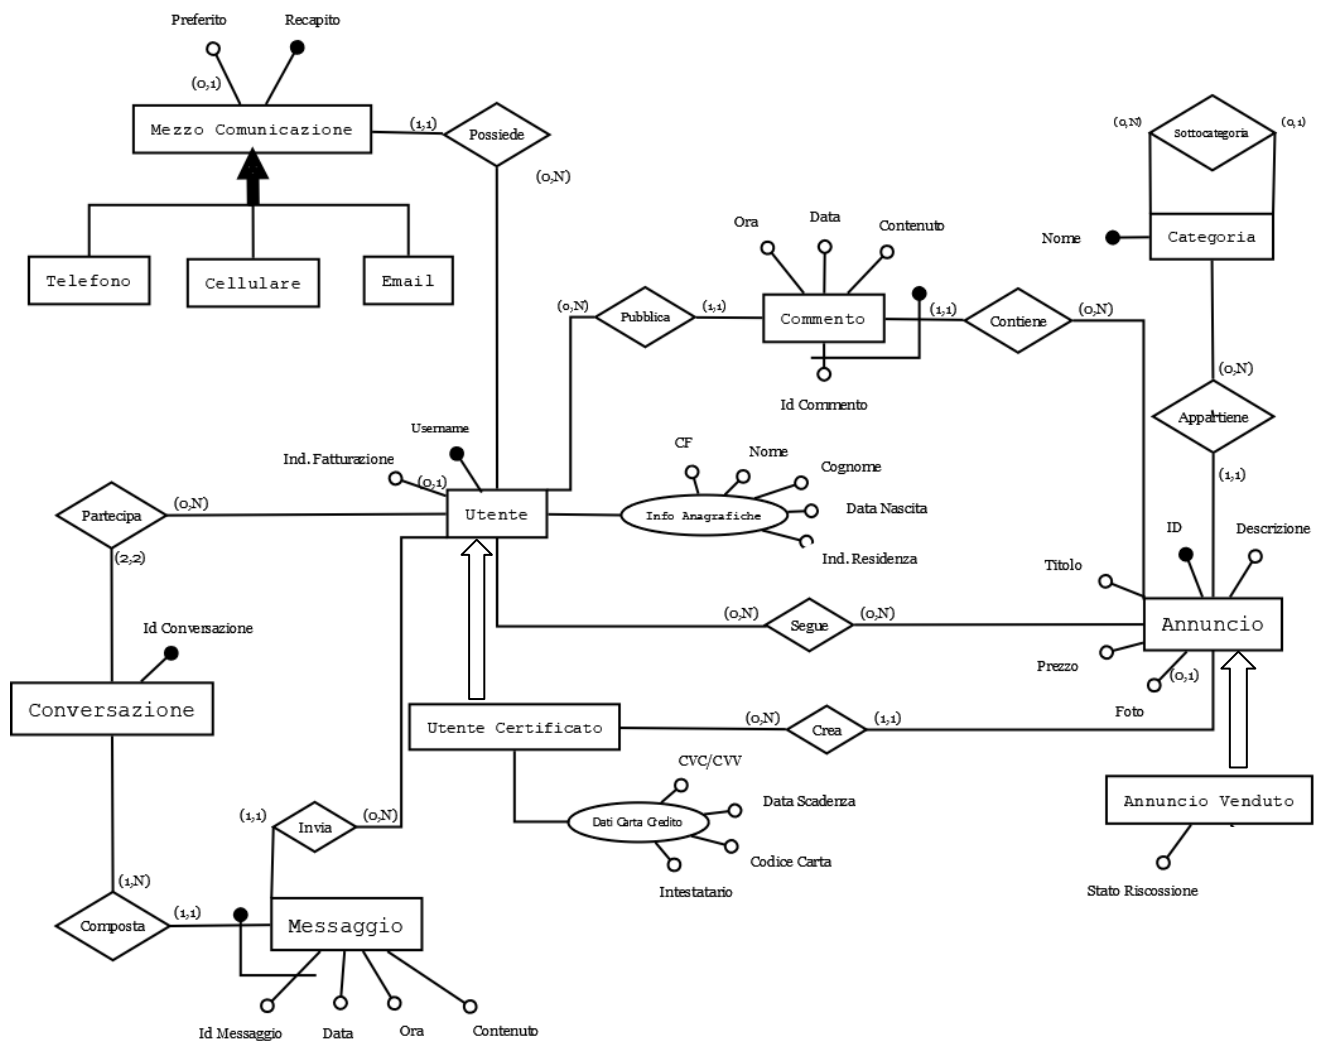 Preferito
Recapito
(0,1)
Mezzo Comunicazione
(1,1)
Possiede
(0,N)
Telefono
Cellulare
Email
(0,N)
Sottocategoria
(0,1)
Nome
Categoria
Ora
Data
Contenuto
(0,N)
Pubblica
(1,1)
Commento
(1,1)
Contiene
(0,N)
Id Commento
(0,N)
Appartiene
(1,1)
Username
Ind. Fatturazione
(0,1)
Utente
CF
Nome
Cognome
Info Anagrafiche
Data Nascita
Ind. Residenza
Partecipa
(0,N)
(2,2)
Id Conversazione
Conversazione
(0,N)
Segue
(0,N)
ID
Descrizione
Titolo
Annuncio
Prezzo
(0,1)
Foto
Utente Certificato
(0,N)
Crea
(1,1)
CVC/CVV
Data Scadenza
Dati Carta Credito
Codice Carta
Intestatario
Annuncio Venduto
Stato Riscossione
(1,1)
Invia
(0,N)
(1,N)
Composta
(1,1)
Messaggio
Id Messaggio
Data
Ora
Contenuto